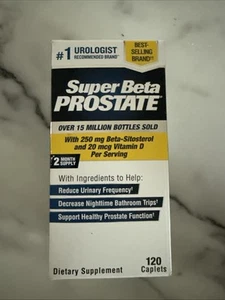 #1 UROLOGIST
RECOMMENDED BRAND
BEST-
SELLING
BRAND
Super Beta
PROSTATE
OVER 15 MILLION BOTTLES SOLD
With 250 mg Beta-Sitosterol
and 20 mcg Vitamin D
Per Serving
2 MONTH
SUPPLY
With Ingredients to Help:
Reduce Urinary Frequency†
Decrease Nighttime Bathroom Trips†
Support Healthy Prostate Function†
Dietary Supplement
120
Caplets